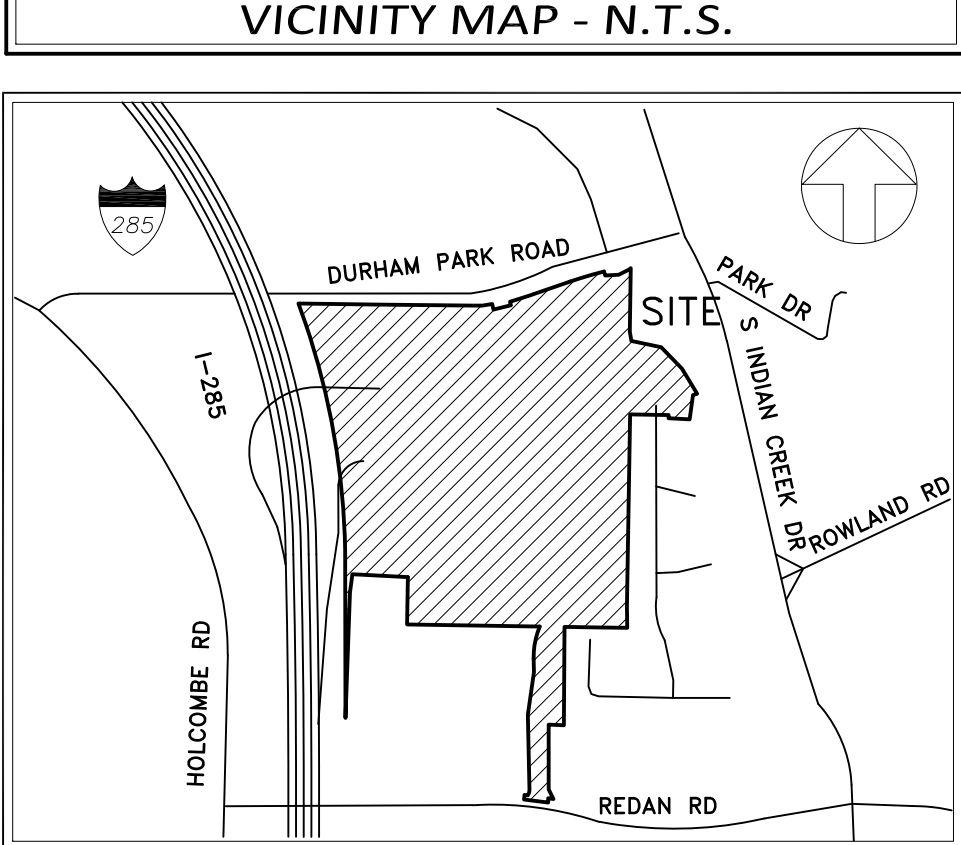 VICINITY MAP - N.T.S.
285
DURHAM PARK ROAD
PARK DR
SITE
I-285
S INDIAN CREEK DR
ROWLAND RD
HOLCOMBE RD
REDAN RD